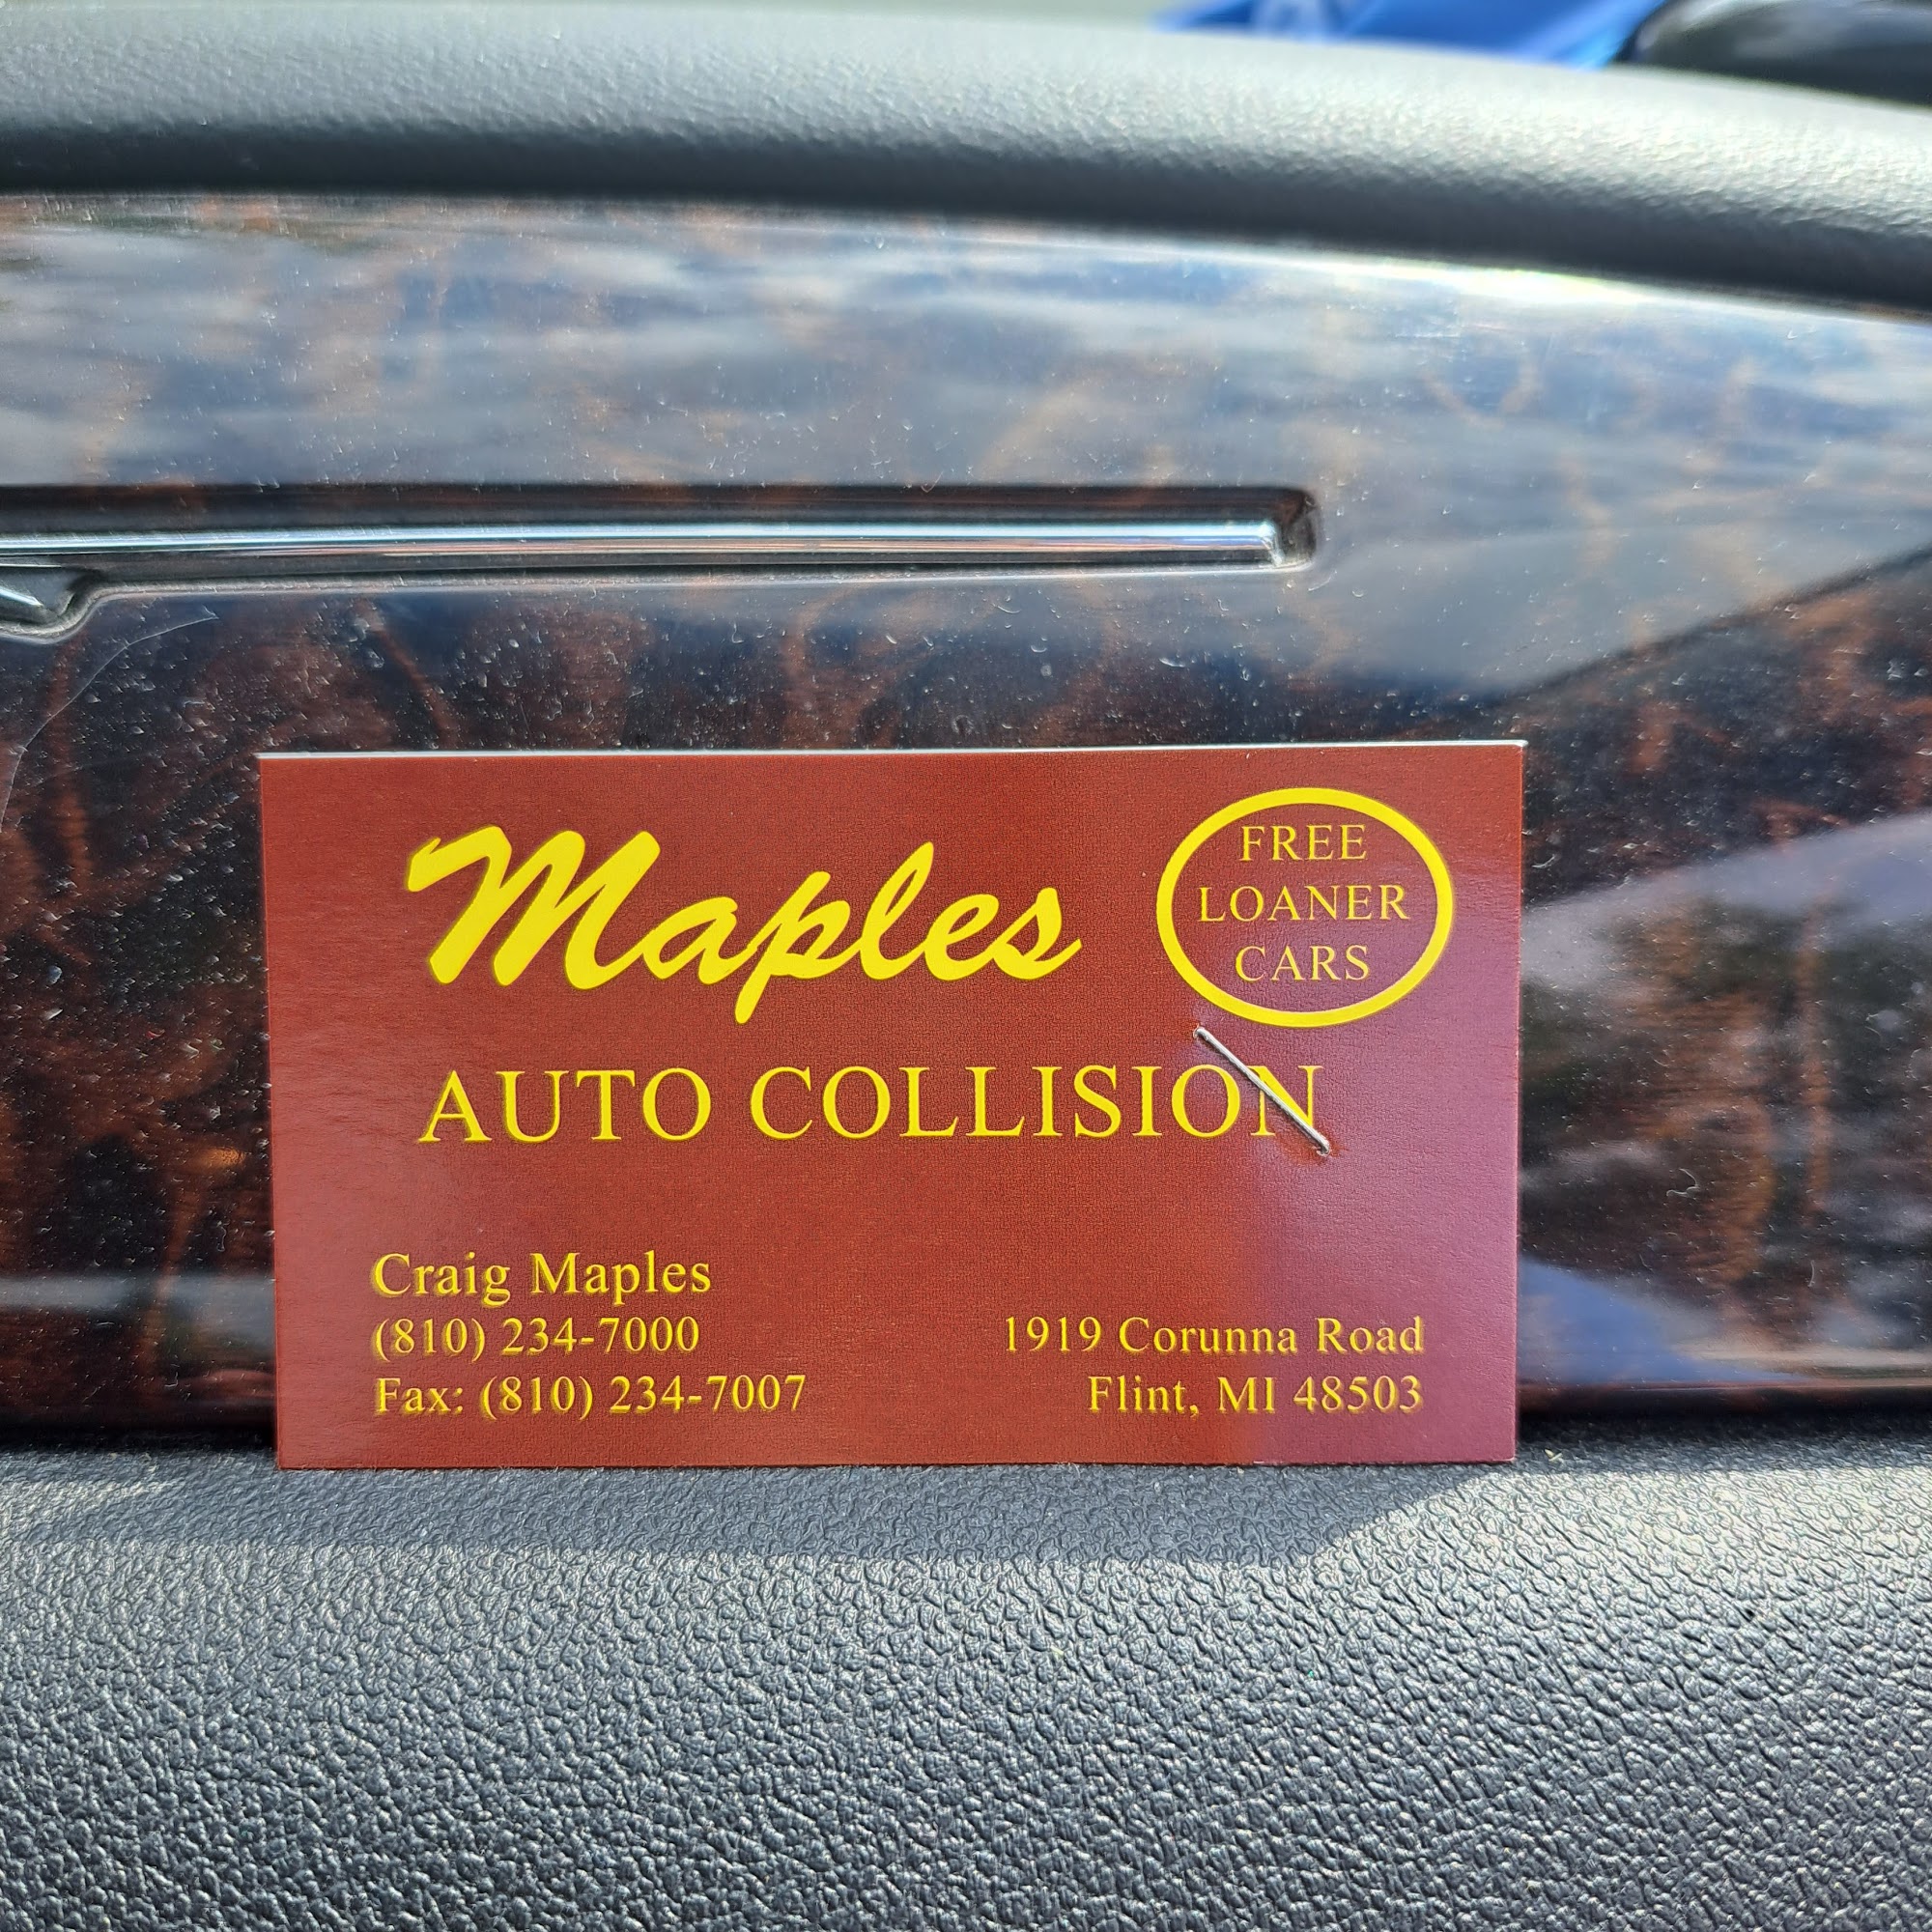 Maples
FREE
LOANER
CARS
AUTO COLLISION
Craig Maples
(810) 234-7000
Fax: (810) 234-7007
1919 Corunna Road
Flint, MI 48503